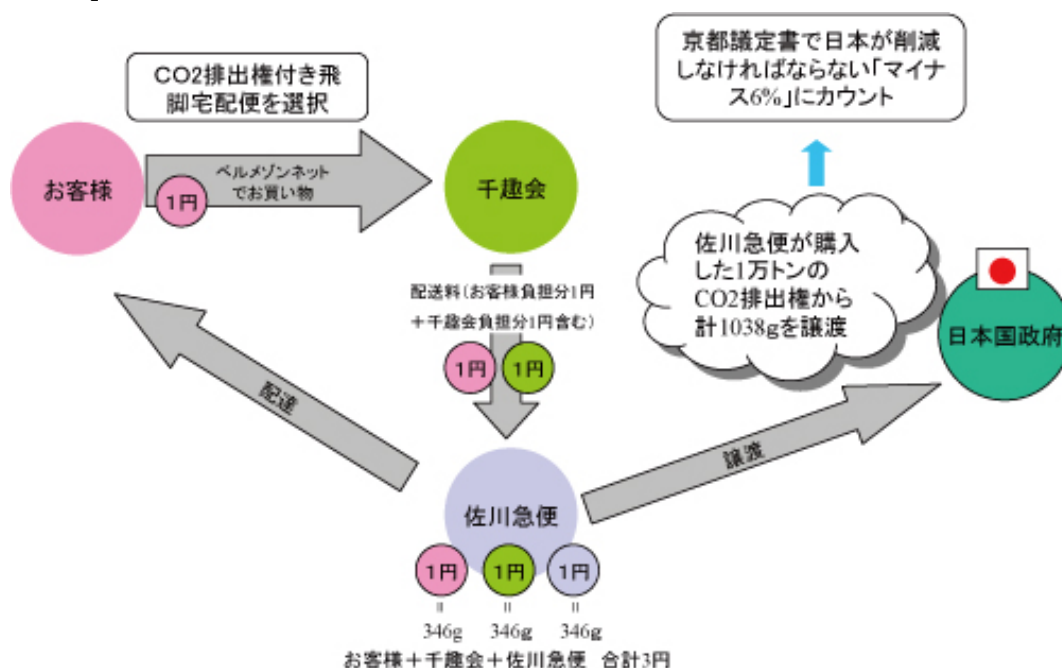 CO2排出権付き飛
脚宅配便を選択
京都議定書で日本が削減
しなければならない「マイナ
ス6%」にカウント
お客様
ベルメゾンネット
でお買い物
1円
千趣会
佐川急便が購入
した1万トンの
CO2排出権から
計1038gを譲渡
日本国政府
配送料(お客様負担分1円
+千趣会負担分1円含む)
1円 1円
配達
譲渡
佐川急便
1円 1円 1円
= = =
346g 346g 346g
お客様+千趣会+佐川急便 合計3円